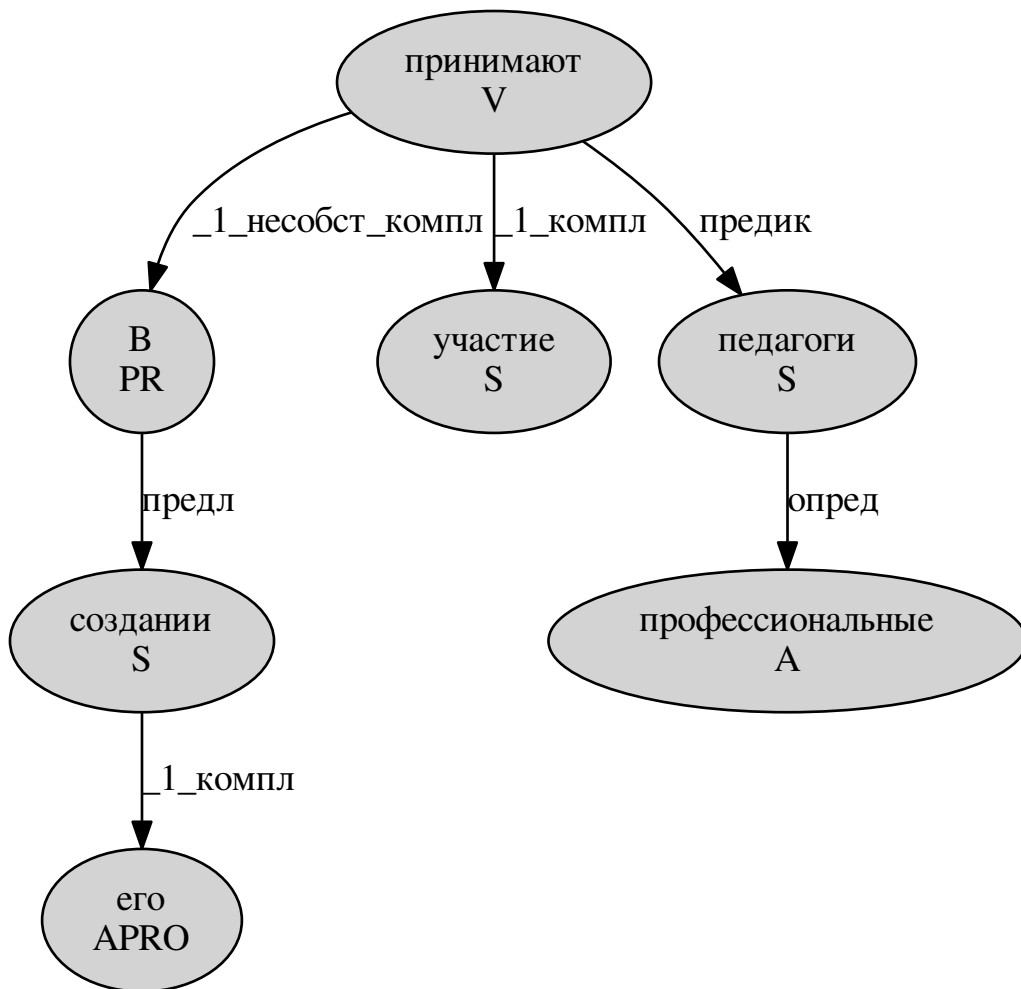 принимают
V
_1_несобст_компл
_1_компл
предик
В
PR
участие
S
педагоги
S
предл
опред
создании
S
профессиональные
A
_1_компл
его
APRO